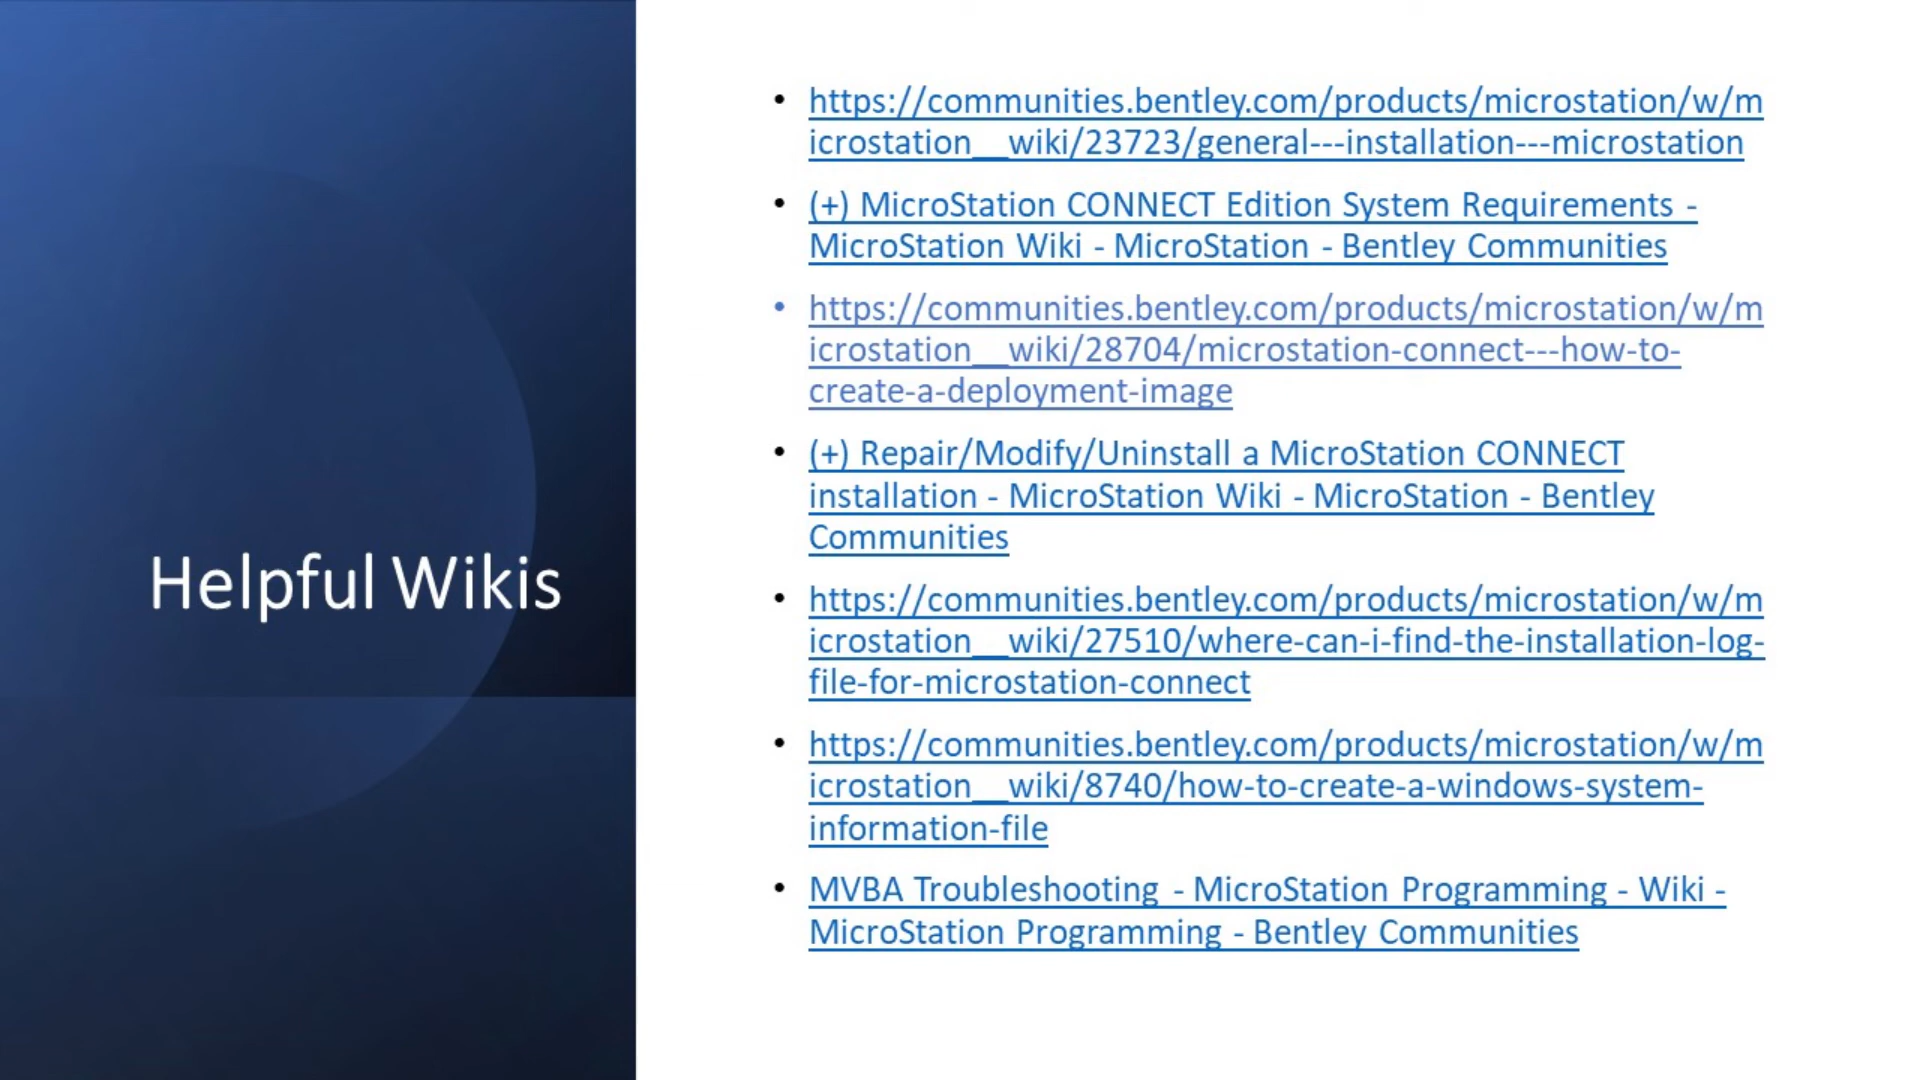 Helpful Wikis
• https://communities.bentley.com/products/microstation/w/m
icrostation__wiki/23723/general---installation---microstation
• (+) MicroStation CONNECT Edition System Requirements -
MicroStation Wiki - MicroStation - Bentley Communities
• https://communities.bentley.com/products/microstation/w/m
icrostation__wiki/28704/microstation-connect---how-to-
create-a-deployment-image
• (+) Repair/Modify/Uninstall a MicroStation CONNECT
installation - MicroStation Wiki - MicroStation - Bentley
Communities
• https://communities.bentley.com/products/microstation/w/m
icrostation__wiki/27510/where-can-i-find-the-installation-log-
file-for-microstation-connect
• https://communities.bentley.com/products/microstation/w/m
icrostation__wiki/8740/how-to-create-a-windows-system-
information-file
• MVBA Troubleshooting - MicroStation Programming - Wiki -
MicroStation Programming - Bentley Communities